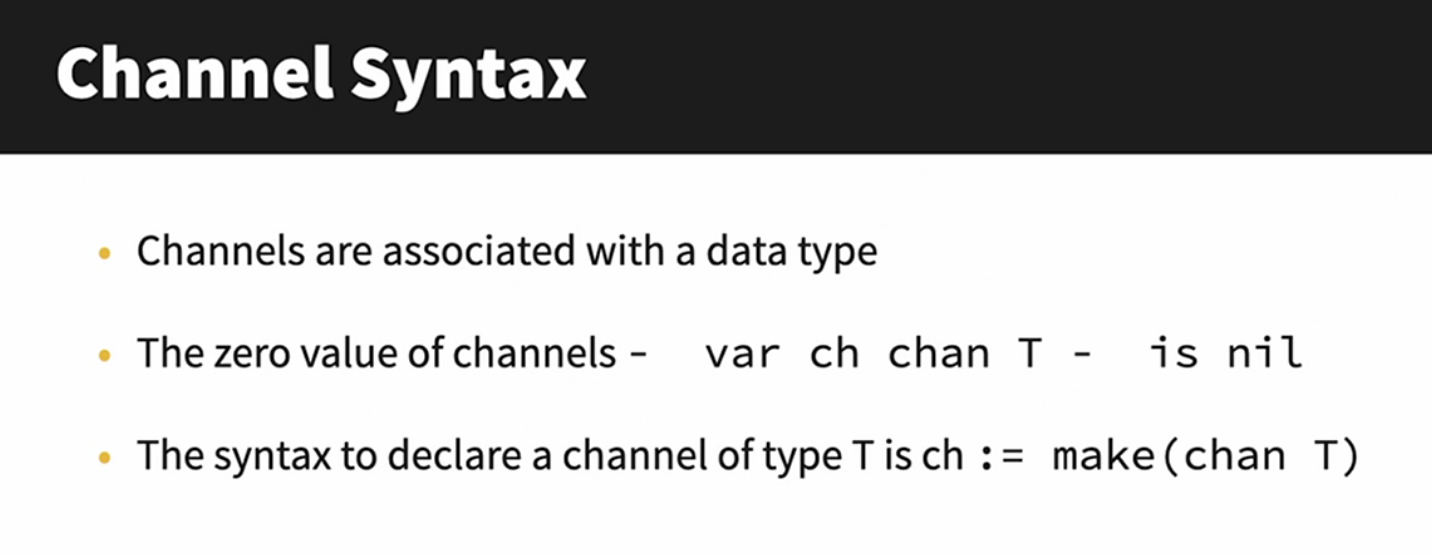 Channel Syntax
• Channels are associated with a data type
• The zero value of channels - var ch chan T - is nil
• The syntax to declare a channel of type T is ch := make(chan T)